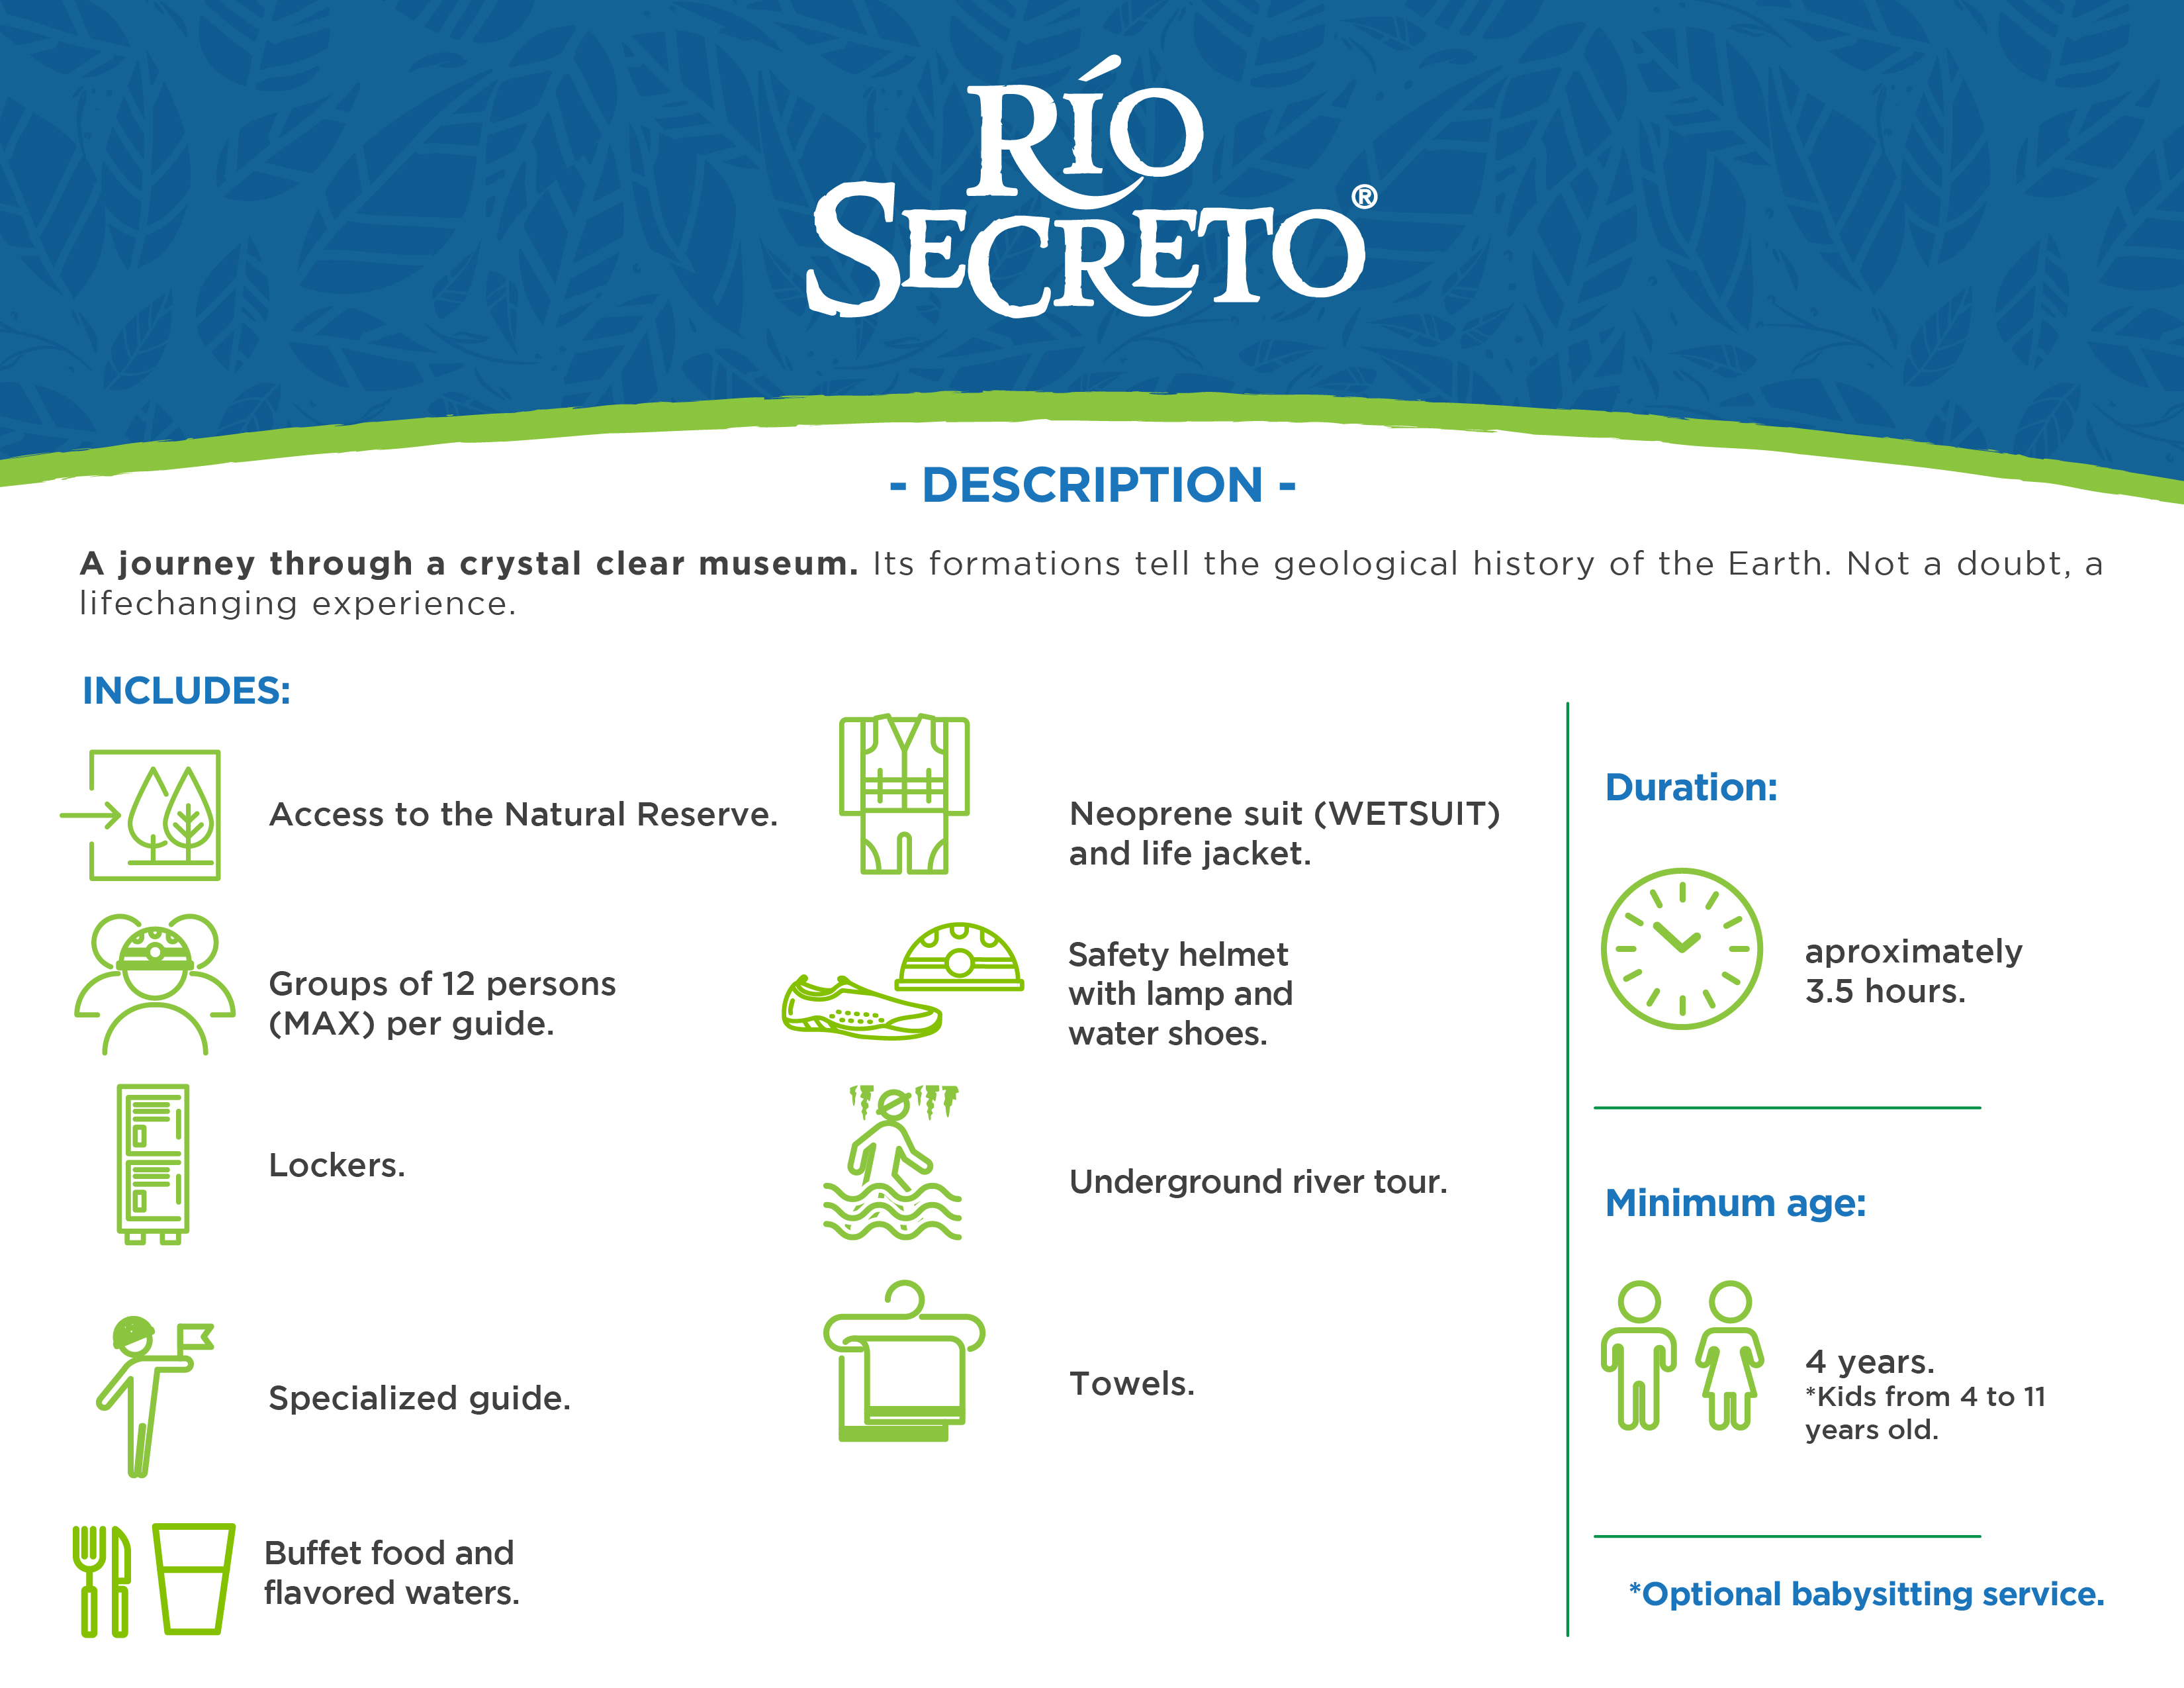 RÍO
SECRETO®
- DESCRIPTION -
A journey through a crystal clear museum. Its formations tell the geological history of the Earth. Not a doubt, a
lifechanging experience.
INCLUDES:
Access to the Natural Reserve.
Groups of 12 persons
(MAX) per guide.
Lockers.
Specialized guide.
Buffet food and
flavored waters.
Neoprene suit (WETSUIT)
and life jacket.
Safety helmet
with lamp and
water shoes.
Underground river tour.
Towels.
Duration:
aproximately
3.5 hours.
Minimum age:
4 years.
*Kids from 4 to 11
years old.
*Optional babysitting service.